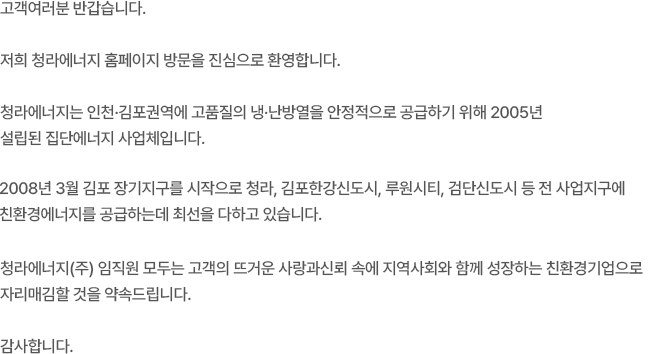 고객여러분 반갑습니다.
저희 청라에너지 홈페이지 방문을 진심으로 환영합니다.
청라에너지는 인천·김포권역에 고품질의 냉·난방열을 안정적으로 공급하기 위해 2005년
설립된 집단에너지 사업체입니다.
2008년 3월 김포 장기지구를 시작으로 청라, 김포한강신도시, 루원시티, 검단신도시 등 전 사업지구에
친환경에너지를 공급하는데 최선을 다하고 있습니다.
청라에너지(주) 임직원 모두는 고객의 뜨거운 사랑과신뢰 속에 지역사회와 함께 성장하는 친환경기업으로
자리매김할 것을 약속드립니다.
감사합니다.